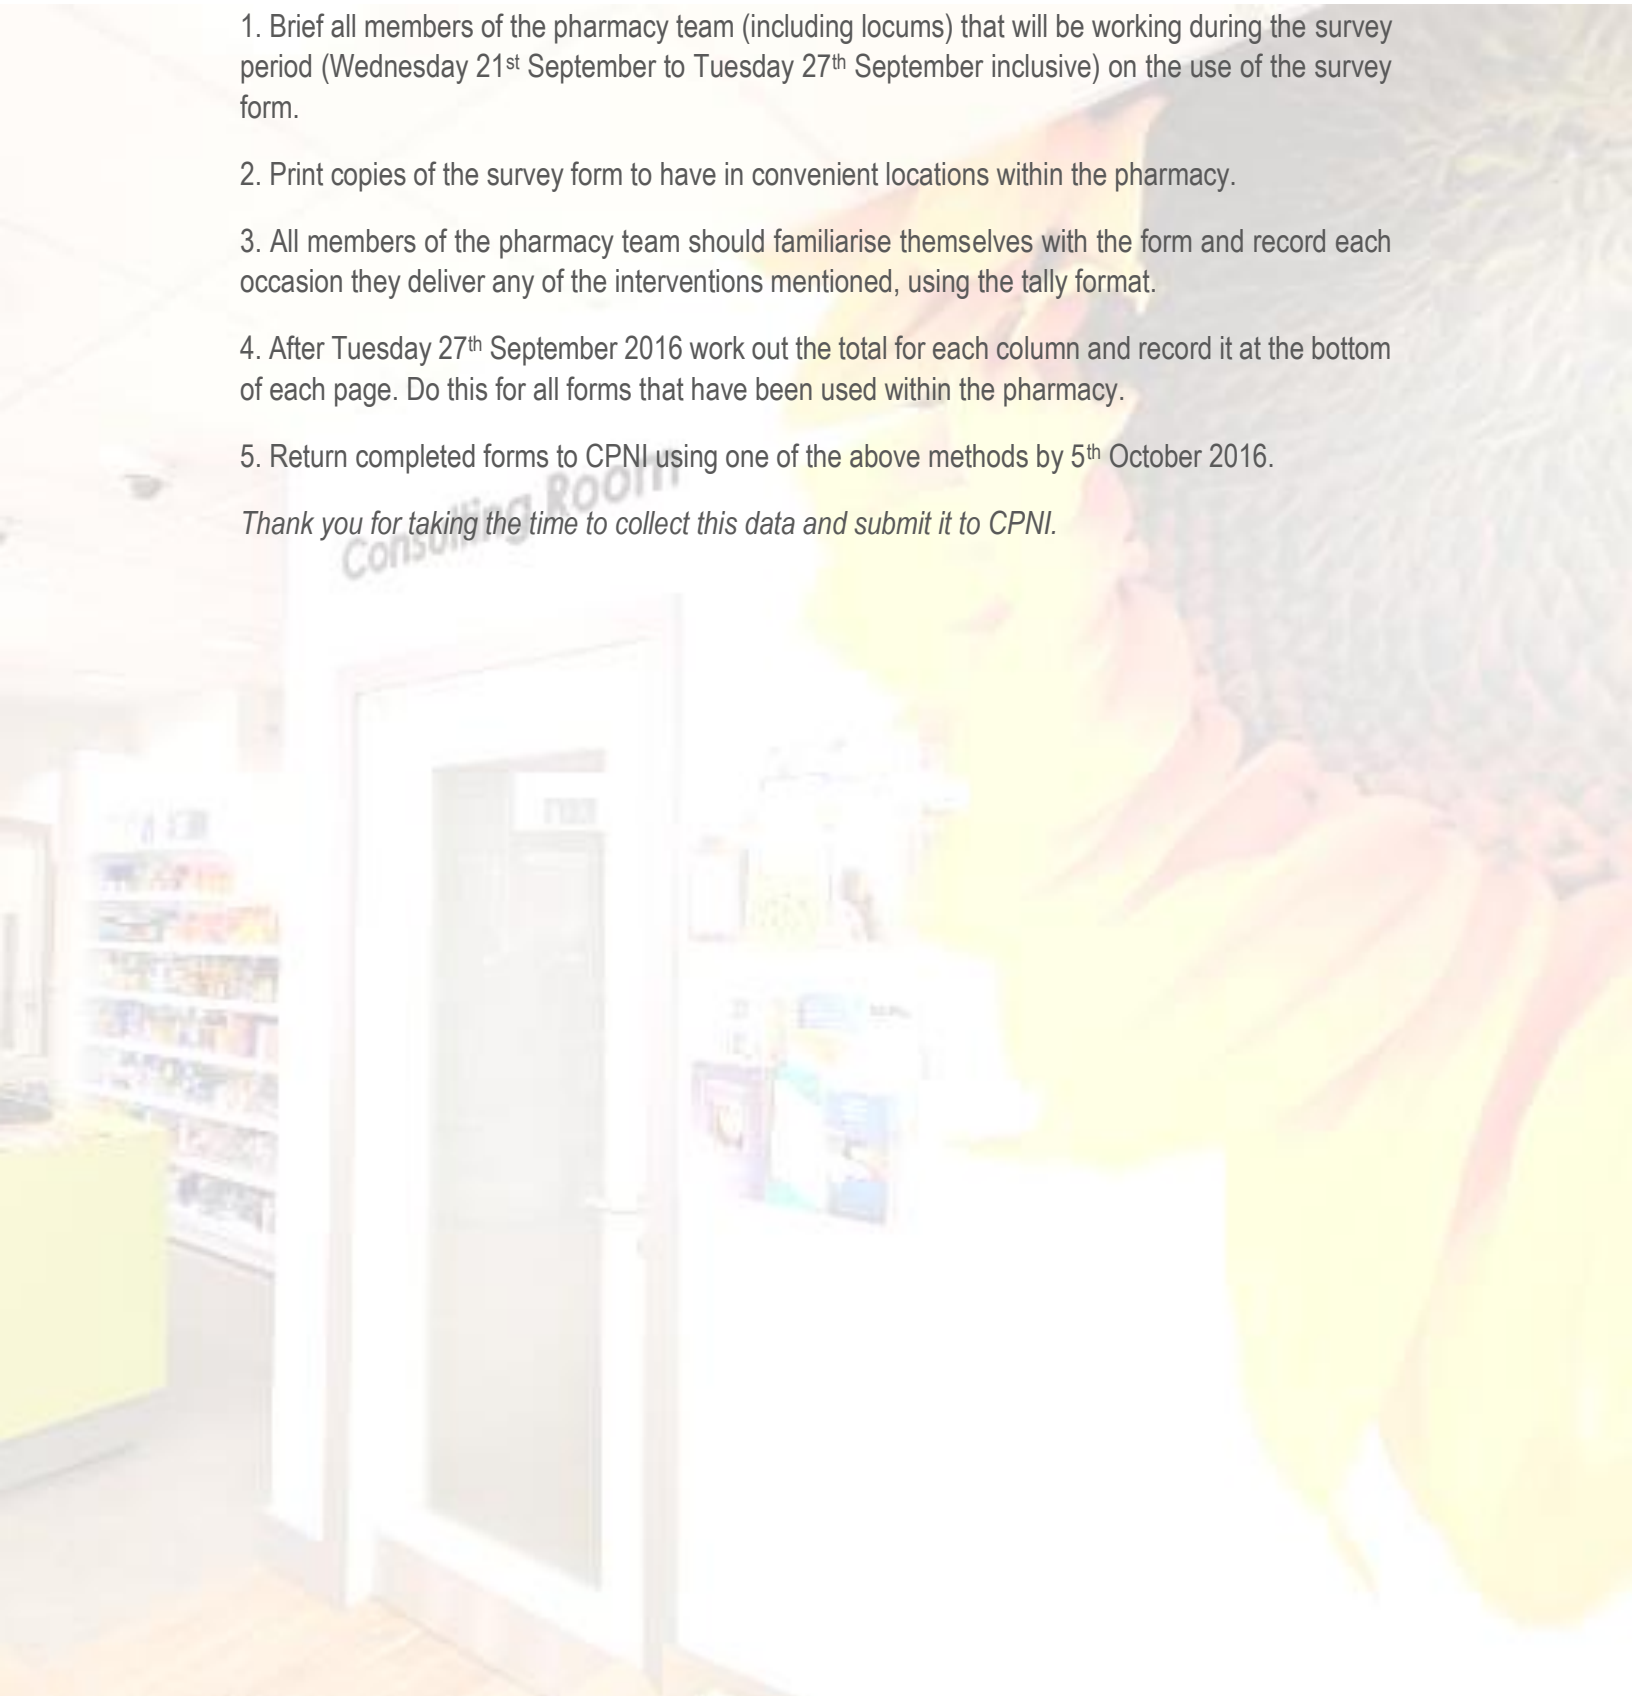 1. Brief all members of the pharmacy team (including locums) that will be working during the survey
period (Wednesday 21st September to Tuesday 27th September inclusive) on the use of the survey
form.
2. Print copies of the survey form to have in convenient locations within the pharmacy.
3. All members of the pharmacy team should familiarise themselves with the form and record each
occasion they deliver any of the interventions mentioned, using the tally format.
4. After Tuesday 27th September 2016 work out the total for each column and record it at the bottom
of each page. Do this for all forms that have been used within the pharmacy.
5. Return completed forms to CPNI using one of the above methods by 5th October 2016.
Thank you for taking the time to collect this data and submit it to CPNI.
Consulting Room